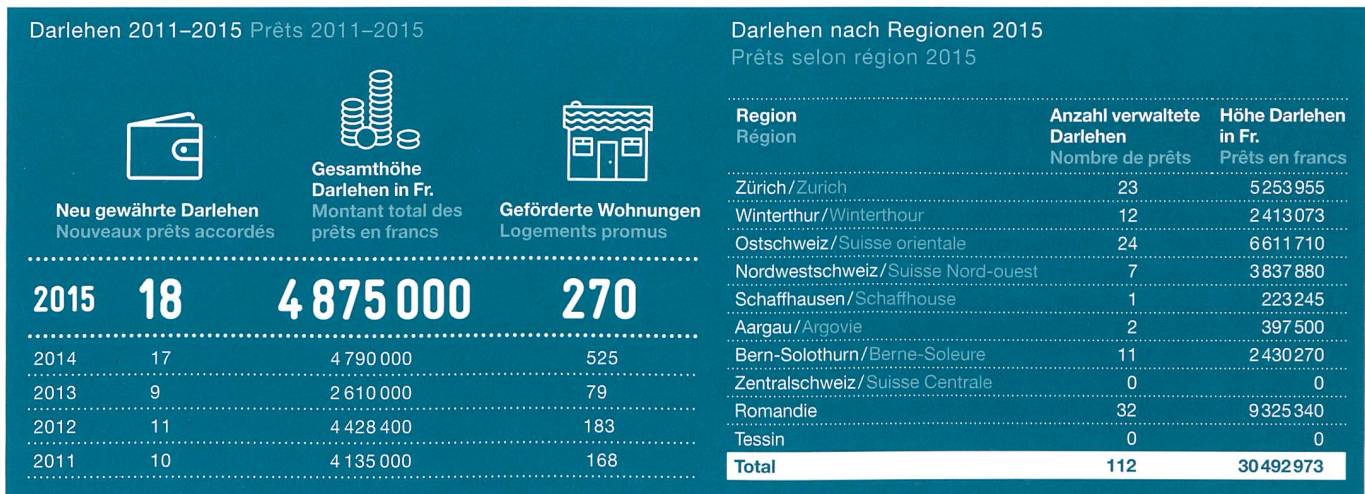 Darlehen 2011–2015 Prêts 2011–2015
Neu gewährte Darlehen
Nouveaux prêts accordés
Gesamthöhe
Darlehen in Fr.
Montant total des
prêts en francs
Geförderte Wohnungen
Logements promus
2015 18 4 875 000 270
2014 17 4 790 000 525
2013 9 2 610 000 79
2012 11 4 428 400 183
2011 10 4 135 000 168
Darlehen nach Regionen 2015
Prêts selon région 2015
Region Anzahl verwaltete Höhe Darlehen
Région Darlehen in Fr.
Nombre de prêts Prêts en francs
Zürich/Zurich 23 5 253 955
Winterthur/Winterthour 12 2 413 073
Ostschweiz/Suisse orientale 24 6 611 710
Nordwestschweiz/Suisse Nord-ouest 7 3 837 880
Schaffhausen/Schaffhouse 1 223 245
Aargau/Argovie 2 397 500
Bern-Solothurn/Berne-Soleure 11 2 430 270
Zentralschweiz/Suisse Centrale 0 0
Romandie 32 9 325 340
Tessin 0 0
Total 112 30 492 973